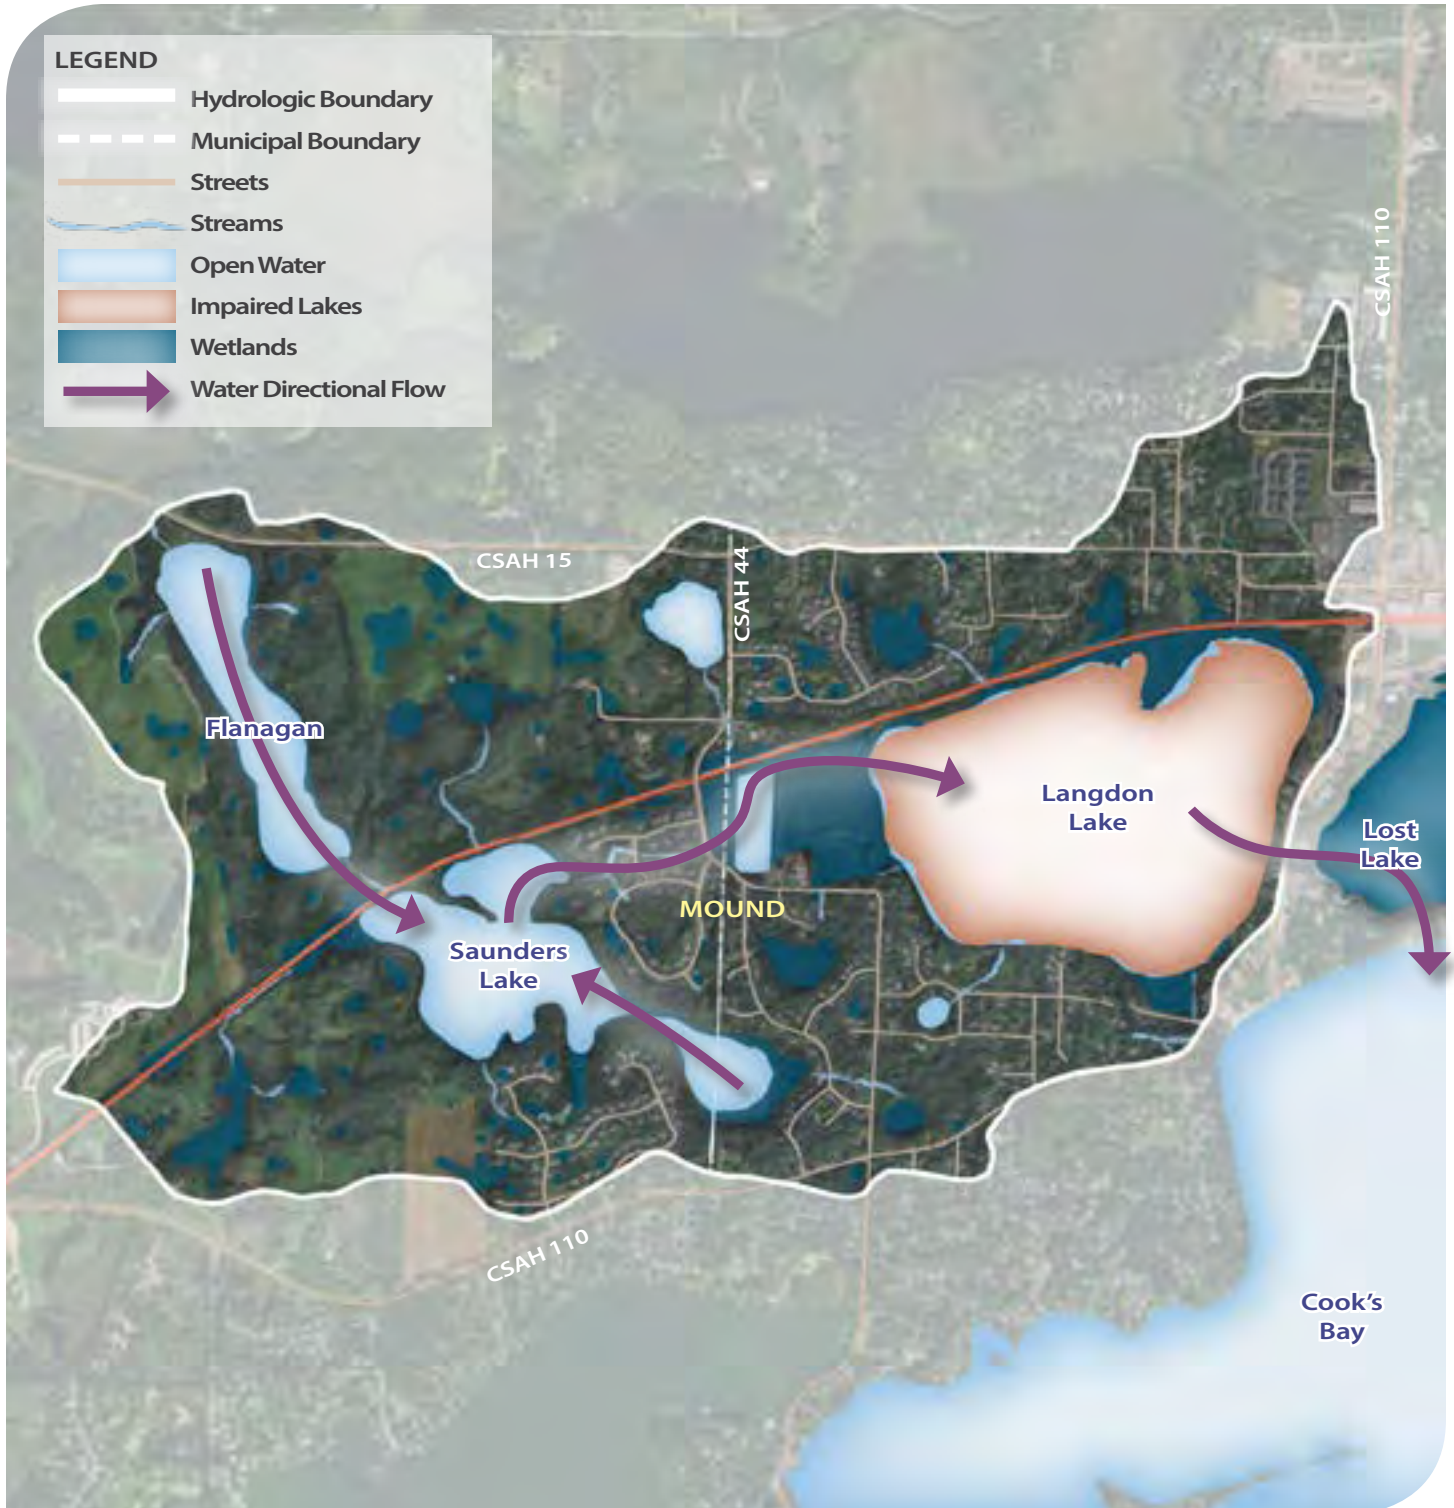 LEGEND
Hydrologic Boundary
Municipal Boundary
Streets
Streams
Open Water
Impaired Lakes
Wetlands
Water Directional Flow
CSAH 110
CSAH 15
CSAH 44
Flanagan
Langdon
Lake
Lost
Lake
MOUND
Saunders
Lake
CSAH 110
Cook's
Bay